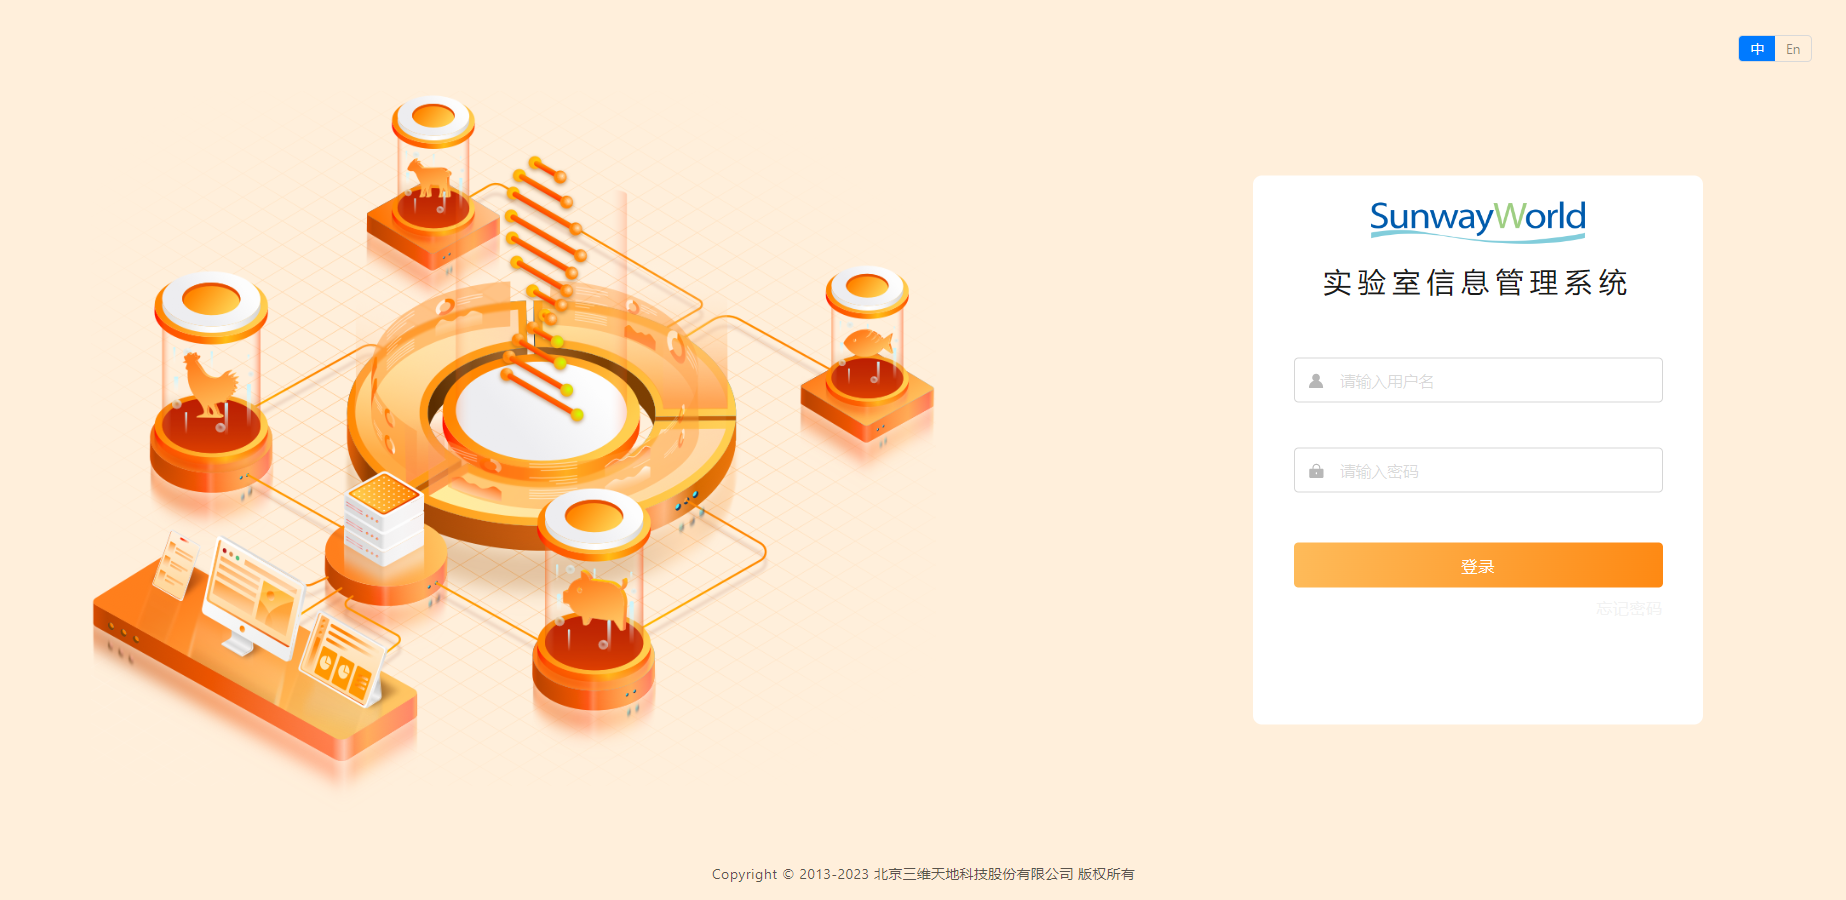 中 En
SunwayWorld
实验室信息管理系统
请输入用户名
请输入密码
登录
忘记密码
Copyright © 2013-2023 北京三维天地科技股份有限公司 版权所有